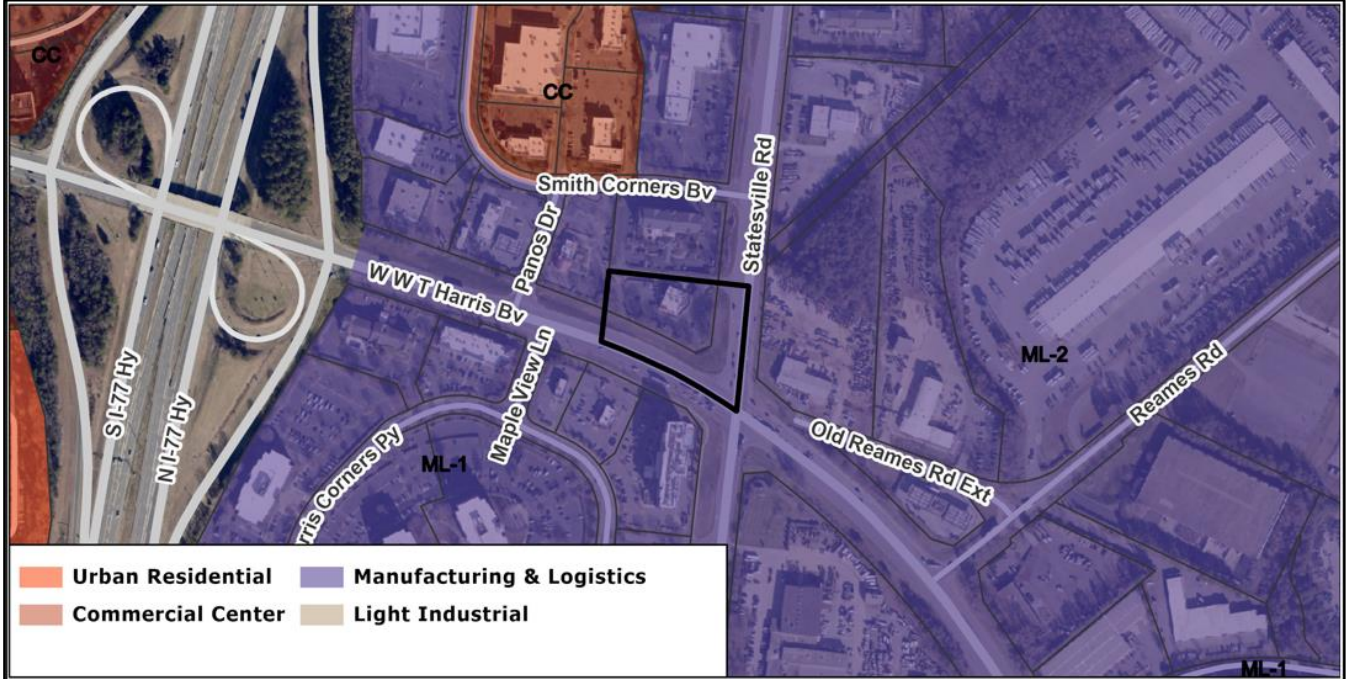 CC
CC
Smith Corners Bv
Statesville Rd
Panos Dr
W W T Harris Bv
S I-77 Hy
N I-77 Hy
Maple View Ln
ML-2
Reames Rd
Old Reames Rd Ext
ML-1
rris Corners Py
Urban Residential
Manufacturing & Logistics
Commercial Center
Light Industrial
ML-1